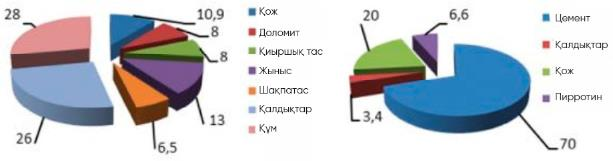 28
10,9
8
8
13
6,5
26
Қож
Доломит
Қиыршық тас
Жыныс
Шақпатас
Қалдықтар
Құм
20
6,6
3,4
70
Цемент
Қалдықтар
Қож
Пирротин